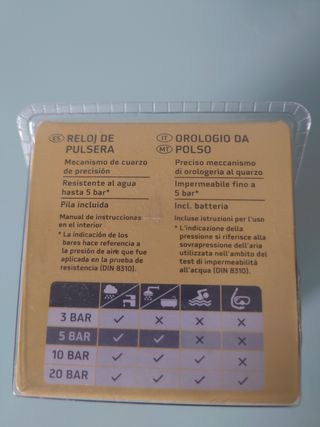 ES RELOJ DE
PULSERA
Mecanismo de cuarzo
de precisión
Resistente al agua
hasta 5 bar*
Pila incluida
Manual de instrucciones
en el interior
* La indicación de los
bares hace referencia a
la presión de aire que fue
aplicada en la prueba de
resistencia (DIN 8310).
IT OROLOGIO DA
MT POLSO
Preciso meccanismo
di orologeria al quarzo
Impermeabile fino a
5 bar*
Incl. batteria
Incluse istruzioni per l'uso
* L'indicazione della
pressione si riferisce alla
sovrapressione dell'aria
utilizzata nell'ambito del
test di impermeabilità
all'acqua (DIN 8310).
3 BAR ✓ × × ×
5 BAR ✓ ✓ × ×
10 BAR ✓ ✓ ✓ ×
20 BAR ✓ ✓ ✓ ✓